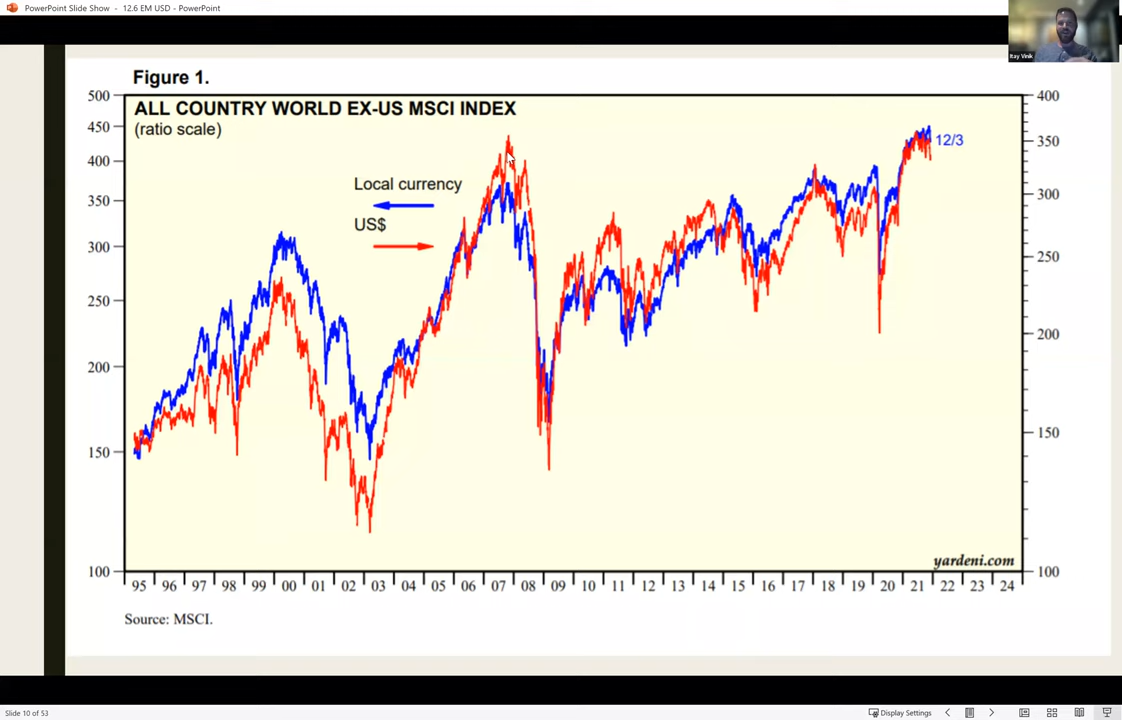 PowerPoint Slide Show - 12.6 EM USD - PowerPoint
Itay Vinik
Figure 1.
ALL COUNTRY WORLD EX-US MSCI INDEX
(ratio scale)
Local currency
US$
12/3
500
450
400
350
300
250
200
150
100
400
350
300
250
200
150
100
yardeni.com
95 96 97 98 99 00 01 02 03 04 05 06 07 08 09 10 11 12 13 14 15 16 17 18 19 20 21 22 23 24
Source: MSCI.
Slide 10 of 53
Display Settings